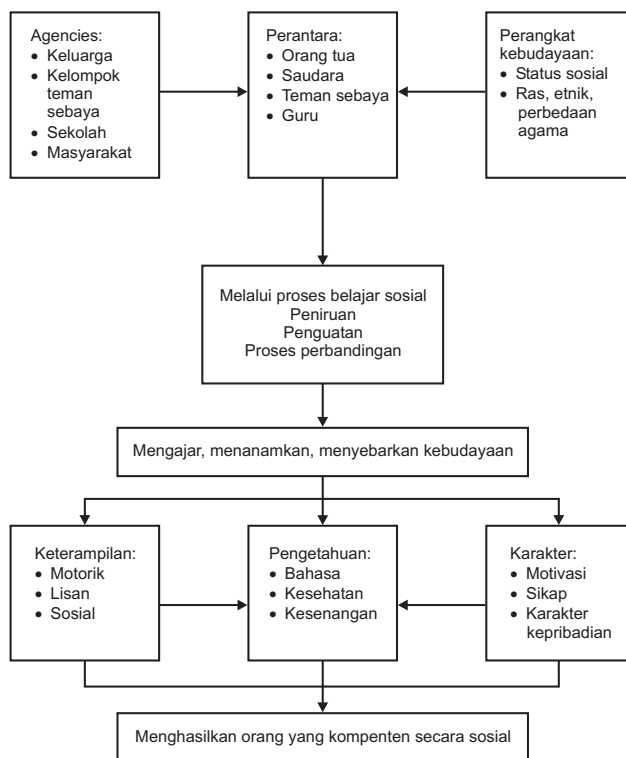 Agencies:
• Keluarga
• Kelompok
teman
sebaya
• Sekolah
• Masyarakat
Perantara:
• Orang tua
• Saudara
• Teman sebaya
• Guru
Perangkat
kebudayaan:
• Status sosial
• Ras, etnik,
perbedaan
agama
Melalui proses belajar sosial
Peniruan
Penguatan
Proses perbandingan
Mengajar, menanamkan, menyebarkan kebudayaan
Keterampilan:
• Motorik
• Lisan
• Sosial
Pengetahuan:
• Bahasa
• Kesehatan
• Kesenangan
Karakter:
• Motivasi
• Sikap
• Karakter
kepribadian
Menghasilkan orang yang kompenten secara sosial